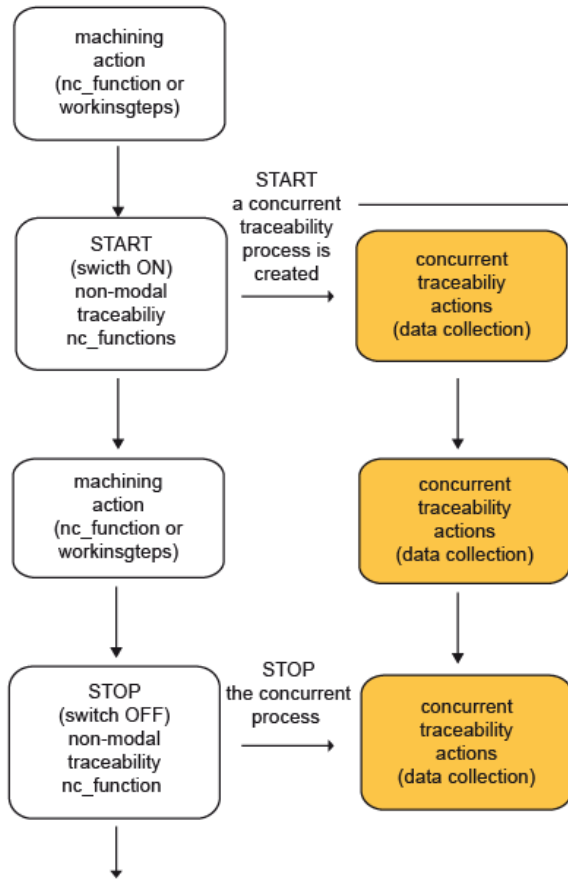 machining
action
(nc_function or
workinsgteps)
START
a concurrent
traceability
process is
created
START
(swicth ON)
non-modal
traceabiliy
nc_functions
concurrent
traceabiliy
actions
(data collection)
machining
action
(nc_function or
workinsgteps)
concurrent
traceability
actions
(data collection)
STOP
(switch OFF)
non-modal
traceability
nc_function
STOP
the concurrent
process
concurrent
traceability
actions
(data collection)